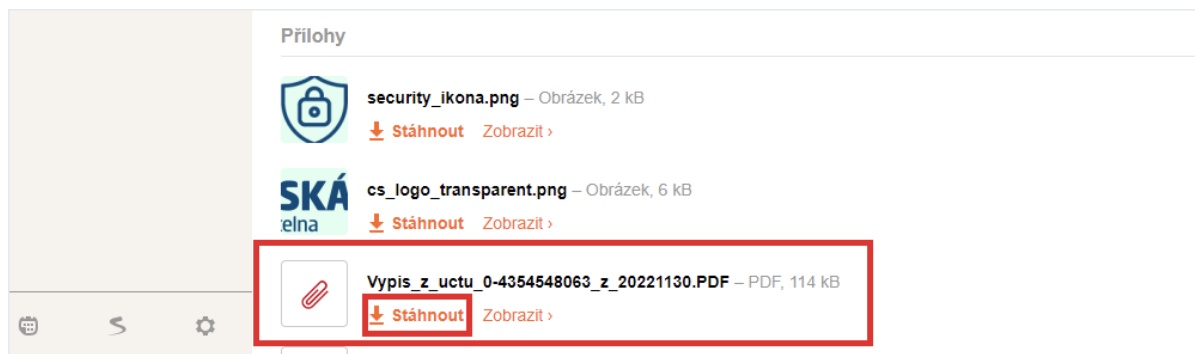 Přílohy
security_ikona.png – Obrázek, 2 kB
Stáhnout Zobrazit ›
SKÁ
telna
cs_logo_transparent.png – Obrázek, 6 kB
Stáhnout Zobrazit ›
Vypis_z_uctu_0-4354548063_z_20221130.PDF – PDF, 114 kB
Stáhnout Zobrazit ›